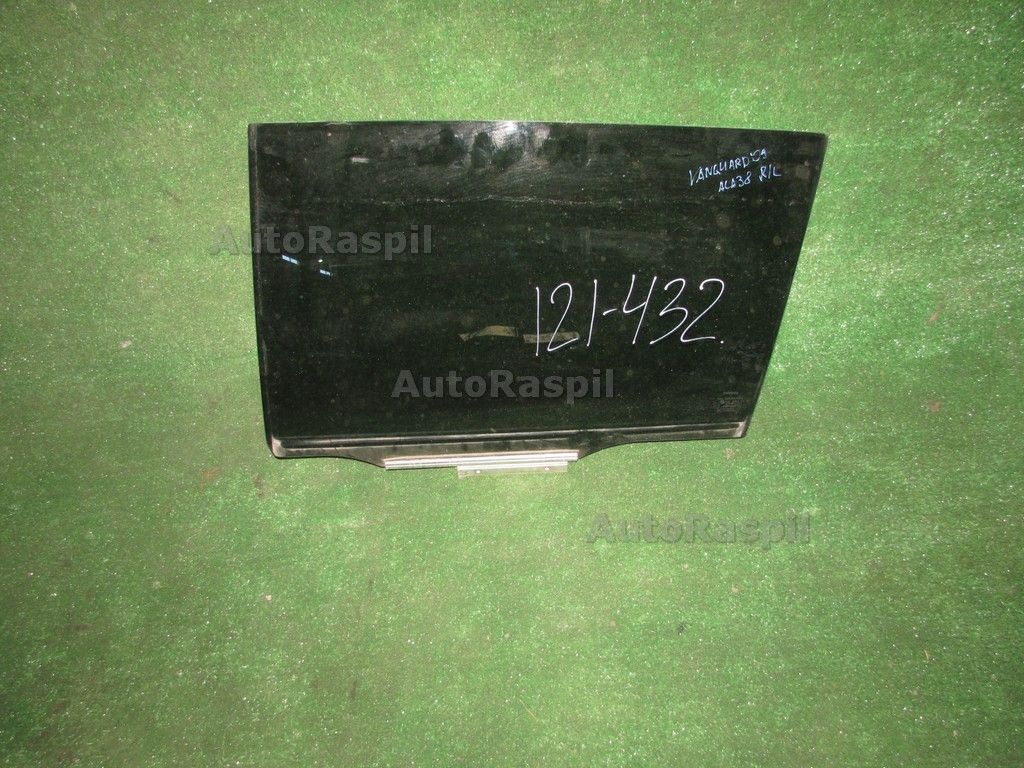 VANGUARD'09
ACA38 R/L
AutoRaspil
121-432
AutoRaspil
AutoRaspil